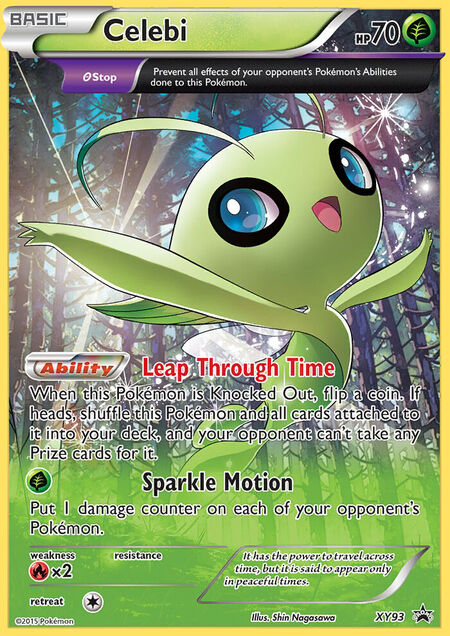 BASIC
Celebi
HP70
θStop
Prevent all effects of your opponent's Pokémon's Abilities
done to this Pokémon.
Ability Leap Through Time
When this Pokémon is Knocked Out, flip a coin. If
heads, shuffle this Pokémon and all cards attached
to it into your deck, and your opponent can't take any
Prize cards for it.
Sparkle Motion
Put 1 damage counter on each of your opponent's
Pokémon.
weakness resistance
×2
retreat
It has the power to travel across
time, but it is said to appear only
in peaceful times.
©2015 Pokémon
Illus. Shin Nagasawa
XY93
PROMO